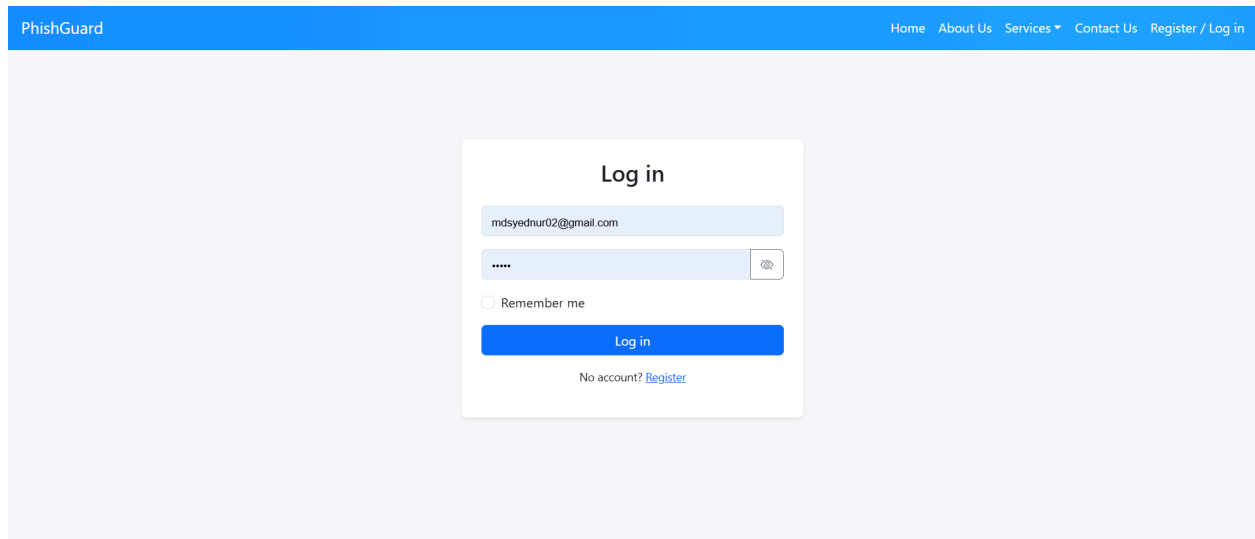 PhishGuard Home About Us Services Contact Us Register / Log in
Log in
mdsyednur02@gmail.com
•••••
Remember me
Log in
No account? Register